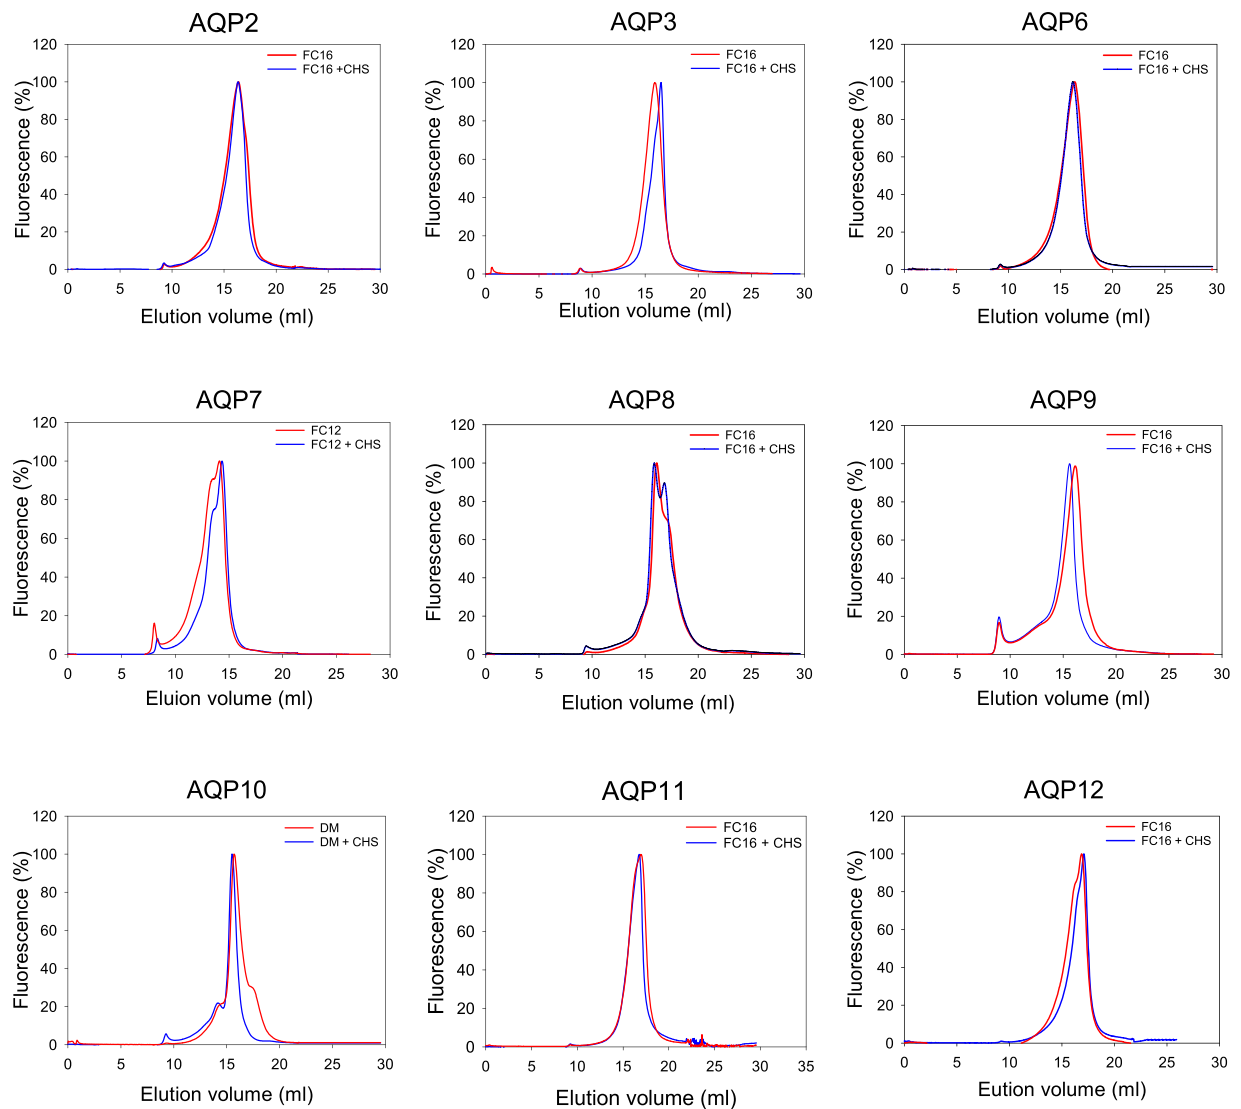 AQP2
120
100
80
60
40
20
0
Fluorescence (%)
FC16
FC16 +CHS
0 5 10 15 20 25 30
Elution volume (ml)
AQP3
120
100
80
60
40
20
0
Fluorescence (%)
FC16
FC16 + CHS
0 5 10 15 20 25 30
Elution volume (ml)
AQP6
120
100
80
60
40
20
0
Fluorescence (%)
FC16
FC16 + CHS
0 5 10 15 20 25 30
Elution volume (ml)
AQP7
120
100
80
60
40
20
0
Fluorescence (%)
FC12
FC12 + CHS
0 5 10 15 20 25 30
Eluion volume (ml)
AQP8
120
100
80
60
40
20
0
Fluorescence (%)
FC16
FC16 + CHS
0 5 10 15 20 25 30
Elution volume (ml)
AQP9
120
100
80
60
40
20
0
Fluorescence (%)
FC16
FC16 + CHS
0 5 10 15 20 25 30
Elution volume (ml)
AQP10
120
100
80
60
40
20
0
Fluorescence (%)
DM
DM + CHS
0 5 10 15 20 25 30
Elution volume (ml)
AQP11
120
100
80
60
40
20
0
Fluorescence (%)
FC16
FC16 + CHS
0 5 10 15 20 25 30 35
Elution volume (ml)
AQP12
120
100
80
60
40
20
0
Fluorescence (%)
FC16
FC16 + CHS
0 5 10 15 20 25 30
Elution volume (ml)